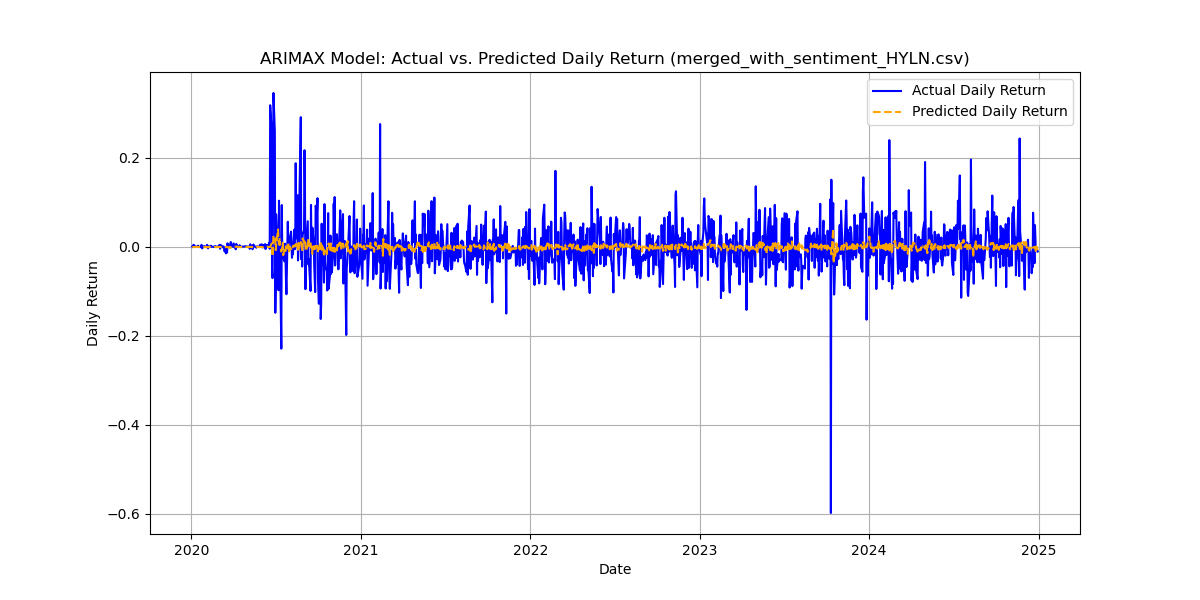 ARIMAX Model: Actual vs. Predicted Daily Return (merged_with_sentiment_HYLN.csv)
Actual Daily Return
Predicted Daily Return
0.2
0.0
−0.2
−0.4
−0.6
Daily Return
2020 2021 2022 2023 2024 2025
Date